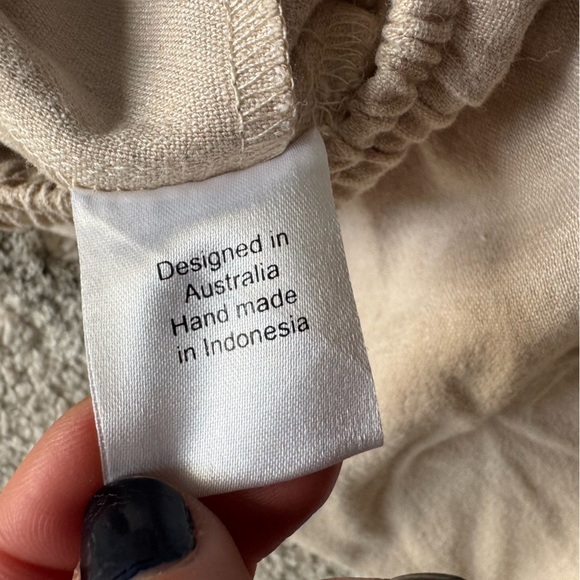 Designed in
Australia
Hand made
in Indonesia